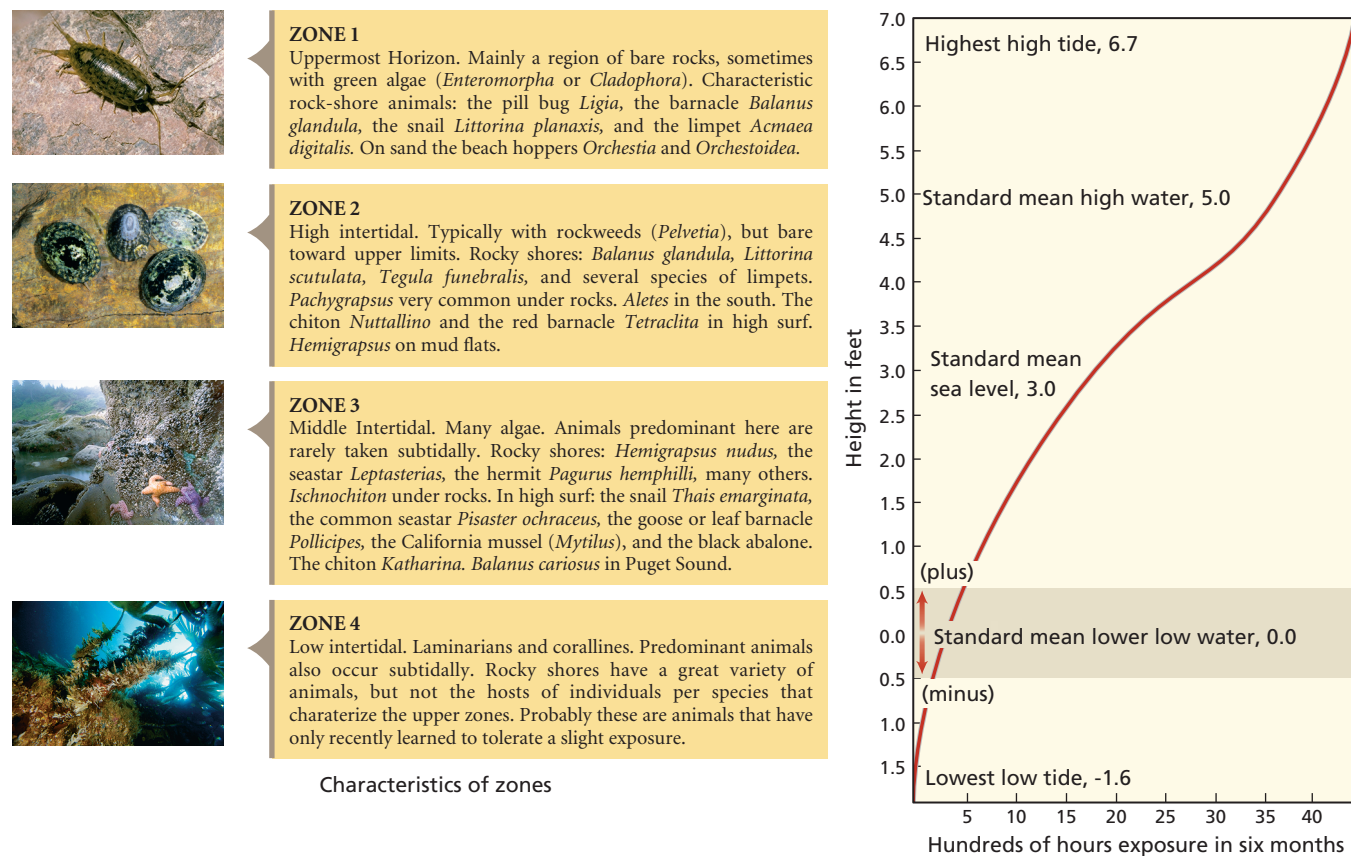 ZONE 1
Uppermost Horizon. Mainly a region of bare rocks, sometimes
with green algae (Enteromorpha or Cladophora). Characteristic
rock-shore animals: the pill bug Ligia, the barnacle Balanus
glandula, the snail Littorina planaxis, and the limpet Acmaea
digitalis. On sand the beach hoppers Orchestia and Orchestoidea.
ZONE 2
High intertidal. Typically with rockweeds (Pelvetia), but bare
toward upper limits. Rocky shores: Balanus glandula, Littorina
scutulata, Tegula funebralis, and several species of limpets.
Pachygrapsus very common under rocks. Aletes in the south. The
chiton Nuttallino and the red barnacle Tetraclita in high surf.
Hemigrapsus on mud flats.
ZONE 3
Middle Intertidal. Many algae. Animals predominant here are
rarely taken subtidally. Rocky shores: Hemigrapsus nudus, the
seastar Leptasterias, the hermit Pagurus hemphilli, many others.
Ischnochiton under rocks. In high surf: the snail Thais emarginata,
the common seastar Pisaster ochraceus, the goose or leaf barnacle
Pollicipes, the California mussel (Mytilus), and the black abalone.
The chiton Katharina. Balanus cariosus in Puget Sound.
ZONE 4
Low intertidal. Laminarians and corallines. Predominant animals
also occur subtidally. Rocky shores have a great variety of
animals, but not the hosts of individuals per species that
charaterize the upper zones. Probably these are animals that have
only recently learned to tolerate a slight exposure.
Characteristics of zones
Height in feet
7.0
Highest high tide, 6.7
6.5
6.0
5.5
5.0
Standard mean high water, 5.0
4.5
4.0
3.5
Standard mean
sea level, 3.0
3.0
2.5
2.0
1.5
1.0
(plus)
0.5
0.0
Standard mean lower low water, 0.0
0.5
(minus)
1.0
1.5
Lowest low tide, -1.6
5 10 15 20 25 30 35 40
Hundreds of hours exposure in six months